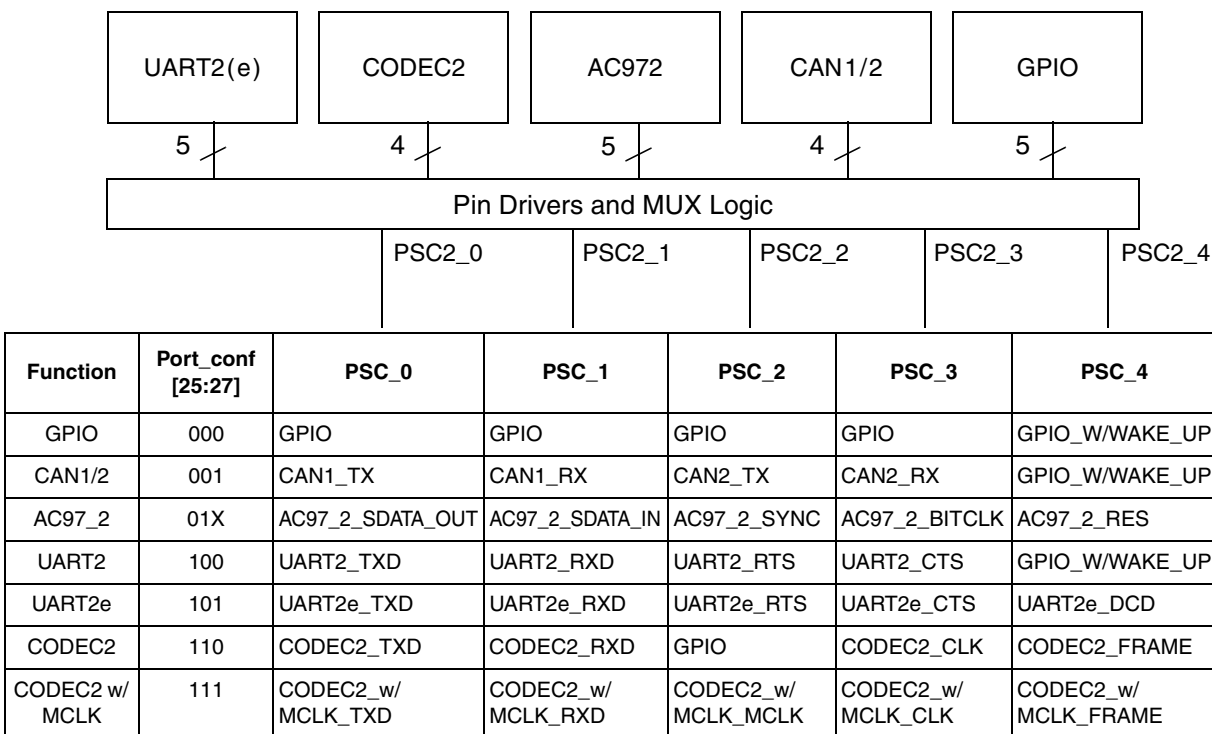 UART2(e) CODEC2 AC972 CAN1/2 GPIO
5 4 5 4 5
Pin Drivers and MUX Logic
PSC2_0 PSC2_1 PSC2_2 PSC2_3 PSC2_4
Function Port_conf [25:27] PSC_0 PSC_1 PSC_2 PSC_3 PSC_4
GPIO 000 GPIO GPIO GPIO GPIO GPIO_W/WAKE_UP
CAN1/2 001 CAN1_TX CAN1_RX CAN2_TX CAN2_RX GPIO_W/WAKE_UP
AC97_2 01X AC97_2_SDATA_OUT AC97_2_SDATA_IN AC97_2_SYNC AC97_2_BITCLK AC97_2_RES
UART2 100 UART2_TXD UART2_RXD UART2_RTS UART2_CTS GPIO_W/WAKE_UP
UART2e 101 UART2e_TXD UART2e_RXD UART2e_RTS UART2e_CTS UART2e_DCD
CODEC2 110 CODEC2_TXD CODEC2_RXD GPIO CODEC2_CLK CODEC2_FRAME
CODEC2 w/ 111 CODEC2_w/ CODEC2_w/ CODEC2_w/ CODEC2_w/ CODEC2_w/
MCLK MCLK_TXD MCLK_RXD MCLK_MCLK MCLK_CLK MCLK_FRAME